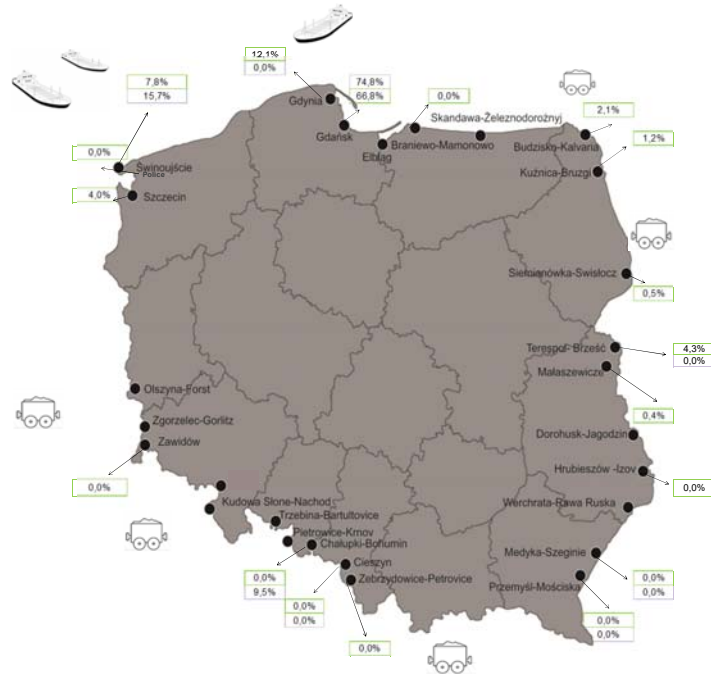 12,1%
0,0%
7,8%
15,7%
74,8%
66,8%
0,0%
2,1%
1,2%
Gdynia
Gdańsk
Elbląg
Braniewo-Mamonowo
Skandawa-Żeleznodorożnyj
Budzisko-Kalvaria
Kuźnica-Bruzgi
0,0%
Świnoujście
Police
4,0%
Szczecin
Siemianówka-Swisłocz
0,5%
Terespol- Brześć
4,3%
0,0%
Małaszewicze
0,4%
Olszyna-Forst
Zgorzelec-Gorlitz
Zawidów
0,0%
Dorohusk-Jagodzin
Hrubieszów -Izov
0,0%
Werchrata-Rawa Ruska
Kudowa Słone-Nachod
Trzebina-Bartultovice
Pietrowice-Krnov
Chałupki-Bohumin
Cieszyn
Zebrzydowice-Petrovice
0,0%
9,5%
0,0%
0,0%
0,0%
Medyka-Szeginie
0,0%
0,0%
Przemyśl-Mościska
0,0%
0,0%